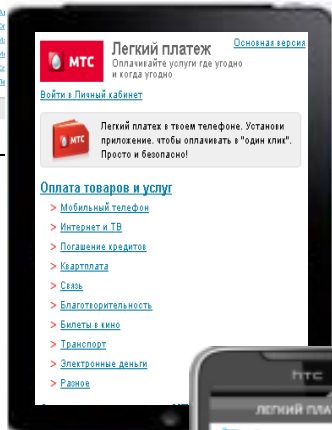 МТС
Легкий платеж
Основная версия
Оплачивайте услуги где угодно
и когда угодно
Войти в Личный кабинет
МТС
Легкий платеж в твоем телефоне. Установи
приложение, чтобы оплачивать в "один клик".
Просто и безопасно!
Оплата товаров и услуг
> Мобильный телефон
> Интернет и ТВ
> Погашение кредитов
> Квартплата
> Связь
> Благотворительность
> Билеты в кино
> Транспорт
> Электронные деньги
> Разное
hTC
ЛЕГКИЙ ПЛА